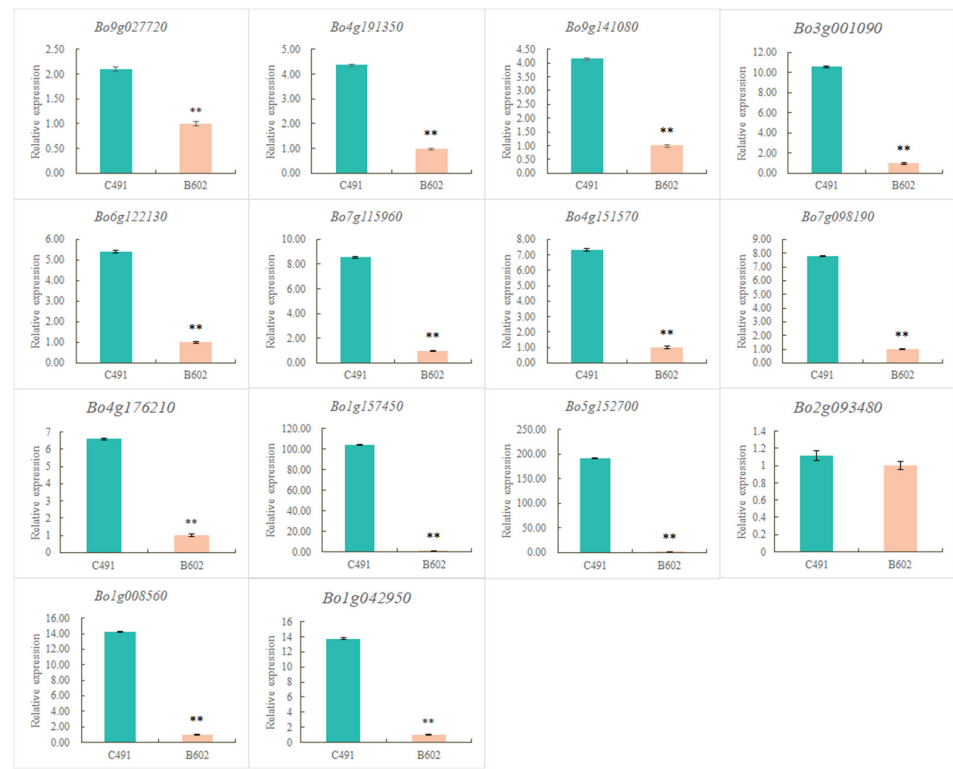 Bo9g027720
Relative expression
2.50
2.00
1.50
1.00
0.50
0.00
**
C491 B602
Bo4g191350
Relative expression
5.00
4.00
3.00
2.00
1.00
0.00
**
C491 B602
Bo9g141080
Relative expression
4.50
4.00
3.50
3.00
2.50
2.00
1.50
1.00
0.50
0.00
**
C491 B602
Bo3g001090
Relative expression
12.00
10.00
8.00
6.00
4.00
2.00
0.00
**
C491 B602
Bo6g122130
Relative expression
6.00
5.00
4.00
3.00
2.00
1.00
0.00
**
C491 B602
Bo7g115960
Relative expression
10.00
8.00
6.00
4.00
2.00
0.00
**
C491 B602
Bo4g151570
Relative expression
8.00
7.00
6.00
5.00
4.00
3.00
2.00
1.00
0.00
**
C491 B602
Bo7g098190
Relative expression
9.00
8.00
7.00
6.00
5.00
4.00
3.00
2.00
1.00
0.00
**
C491 B602
Bo4g176210
Relative expression
7
6
5
4
3
2
1
0
**
C491 B602
Bo1g157450
Relative expression
120.00
100.00
80.00
60.00
40.00
20.00
0.00
**
C491 B602
Bo5g152700
Relative expression
250.00
200.00
150.00
100.00
50.00
0.00
**
C491 B602
Bo2g093480
Relative expression
1.4
1.2
1
0.8
0.6
0.4
0.2
0
C491 B602
Bo1g008560
Relative expression
16.00
14.00
12.00
10.00
8.00
6.00
4.00
2.00
0.00
**
C491 B602
Bo1g042950
Relative expression
16
14
12
10
8
6
4
2
0
**
C491 B602